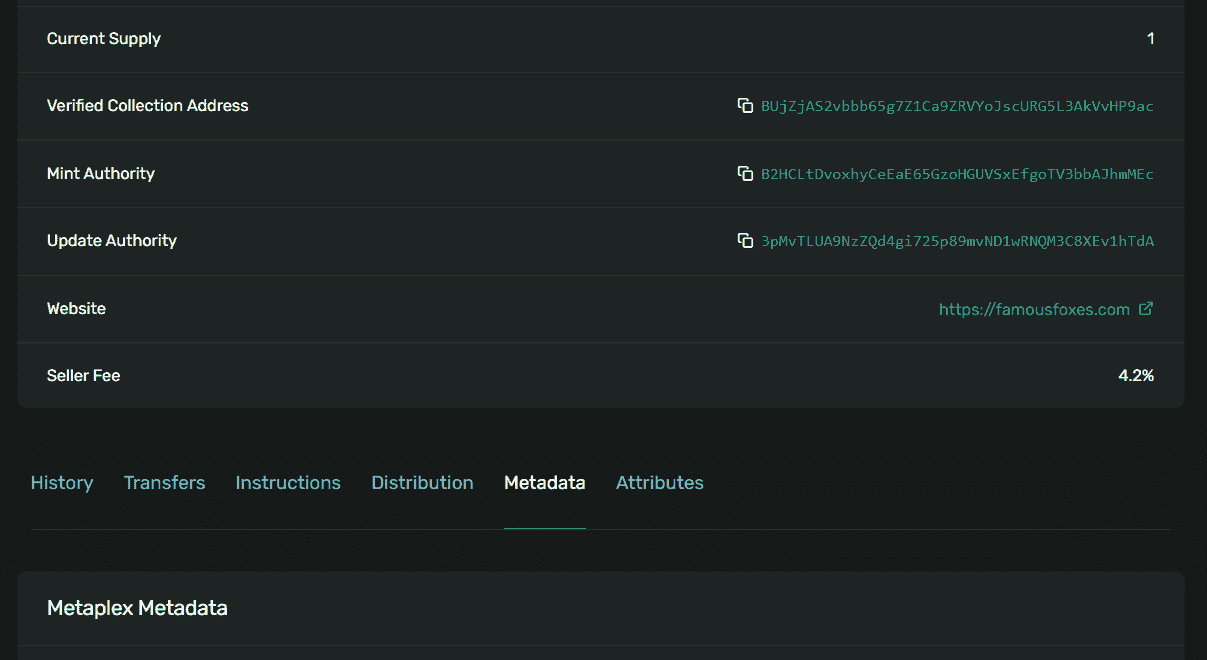 Current Supply 1
Verified Collection Address BUjZjAS2vbbb65g7Z1Ca9ZRVYoJscURG5L3AkVvHP9ac
Mint Authority B2HCLtDvoxhyCeEaE65GzoHGUVSxEfgoTV3bbAJhmMEc
Update Authority 3pMvTLUA9NzZQd4gi725p89mvND1wRNQM3C8XEv1hTdA
Website https://famousfoxes.com
Seller Fee 4.2%
History Transfers Instructions Distribution Metadata Attributes
Metaplex Metadata